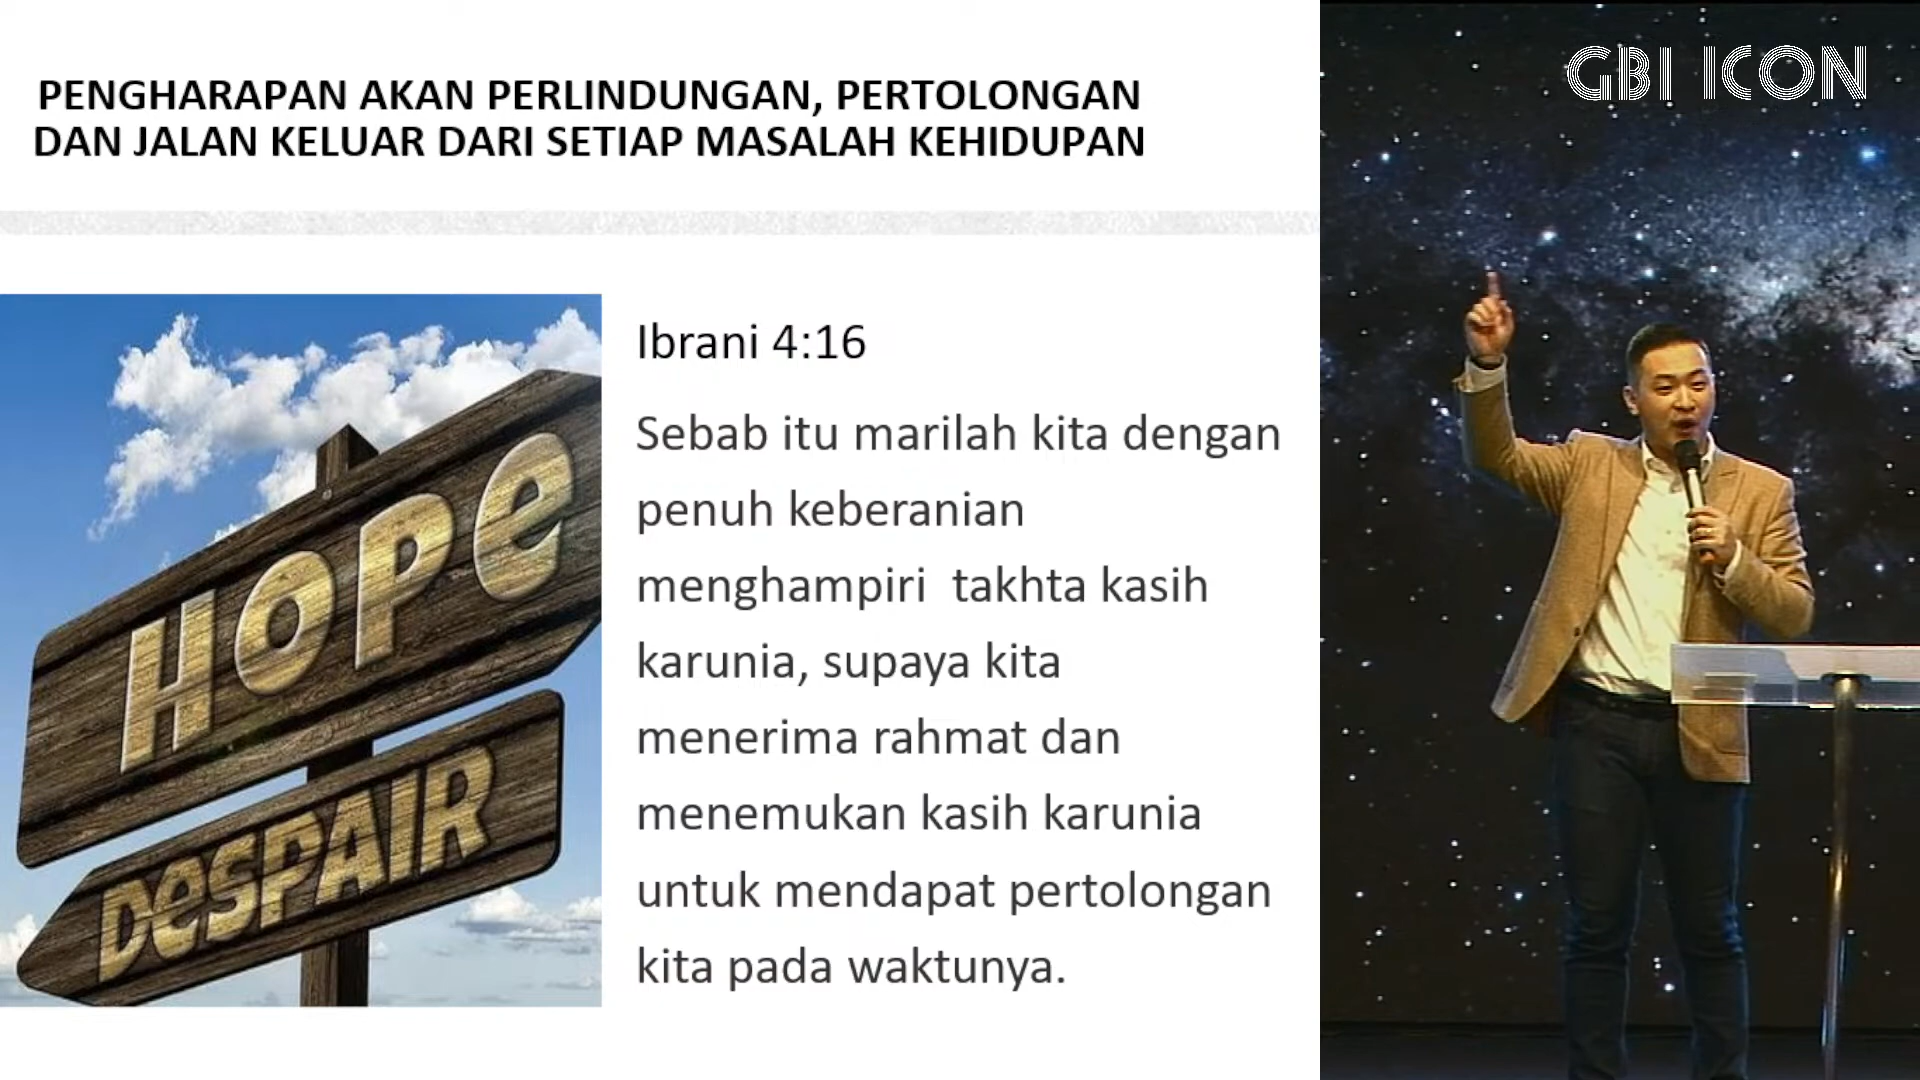 PENGHARAPAN AKAN PERLINDUNGAN, PERTOLONGAN
DAN JALAN KELUAR DARI SETIAP MASALAH KEHIDUPAN
GBI ICON
HOPe
DeSPAIR
Ibrani 4:16
Sebab itu marilah kita dengan
penuh keberanian
menghampiri  takhta kasih
karunia, supaya kita
menerima rahmat dan
menemukan kasih karunia
untuk mendapat pertolongan
kita pada waktunya.